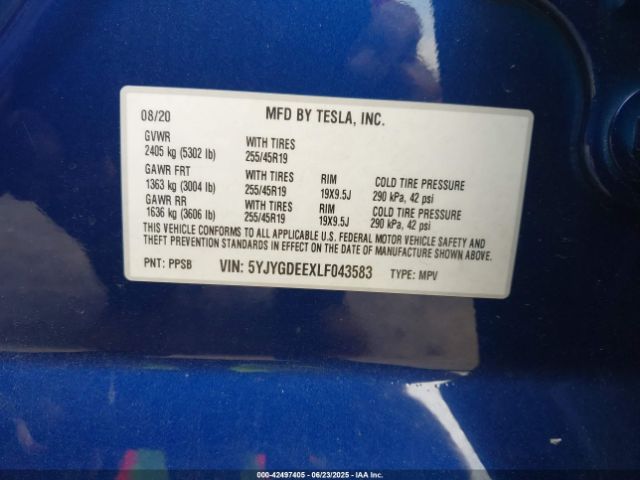 08/20 MFD BY TESLA, INC.
GVWR
2405 kg (5302 lb) WITH TIRES 255/45R19
GAWR FRT
1363 kg (3004 lb) WITH TIRES 255/45R19 RIM 19X9.5J COLD TIRE PRESSURE 290 kPa, 42 psi
GAWR RR
1636 kg (3606 lb) WITH TIRES 255/45R19 RIM 19X9.5J COLD TIRE PRESSURE 290 kPa, 42 psi
THIS VEHICLE CONFORMS TO ALL APPLICABLE U.S. FEDERAL MOTOR VEHICLE SAFETY AND
THEFT PREVENTION STANDARDS IN EFFECT ON THE DATE OF MANUFACTURE SHOWN ABOVE.
PNT: PPSB VIN: 5YJYGDEEXLF043583 TYPE: MPV
000-42497405 - 06/23/2025 - IAA Inc.